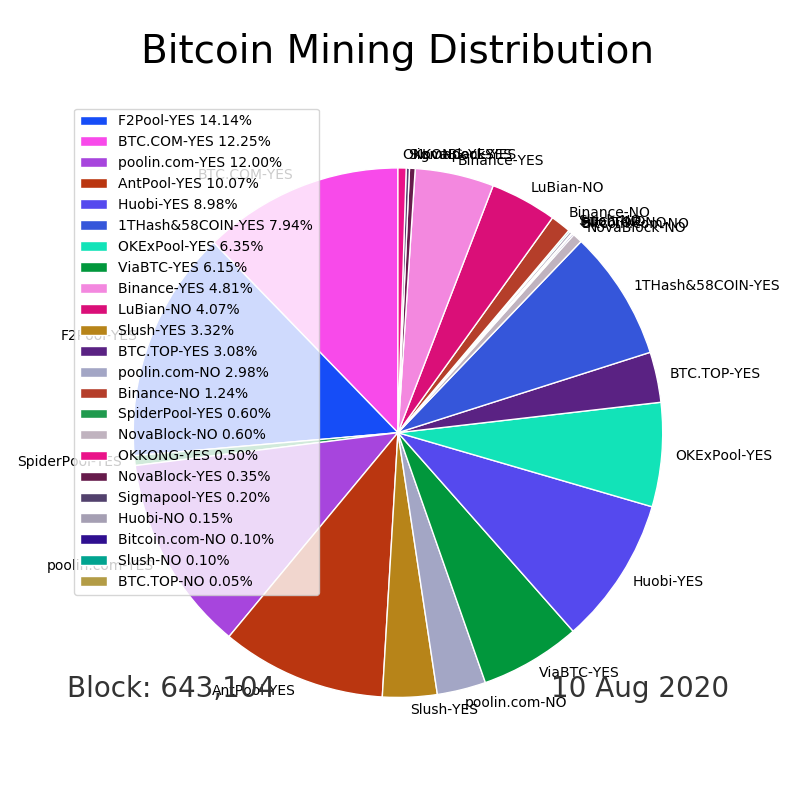 Bitcoin Mining Distribution
F2Pool-YES 14.14%
BTC.COM-YES 12.25%
poolin.com-YES 12.00%
AntPool-YES 10.07%
Huobi-YES 8.98%
1THash&58COIN-YES 7.94%
OKExPool-YES 6.35%
ViaBTC-YES 6.15%
Binance-YES 4.81%
LuBian-NO 4.07%
Slush-YES 3.32%
BTC.TOP-YES 3.08%
poolin.com-NO 2.98%
Binance-NO 1.24%
SpiderPool-YES 0.60%
NovaBlock-NO 0.60%
OKKONG-YES 0.50%
NovaBlock-YES 0.35%
Sigmapool-YES 0.20%
Huobi-NO 0.15%
Bitcoin.com-NO 0.10%
Slush-NO 0.10%
BTC.TOP-NO 0.05%
BTC.COM-YES
F2Pool-YES
SpiderPool-YES
poolin.com-YES
AntPool-YES
Slush-YES
poolin.com-NO
ViaBTC-YES
Huobi-YES
OKExPool-YES
BTC.TOP-YES
1THash&58COIN-YES
NovaBlock-NO
Binance-NO
LuBian-NO
Binance-YES
Block: 643,104
10 Aug 2020